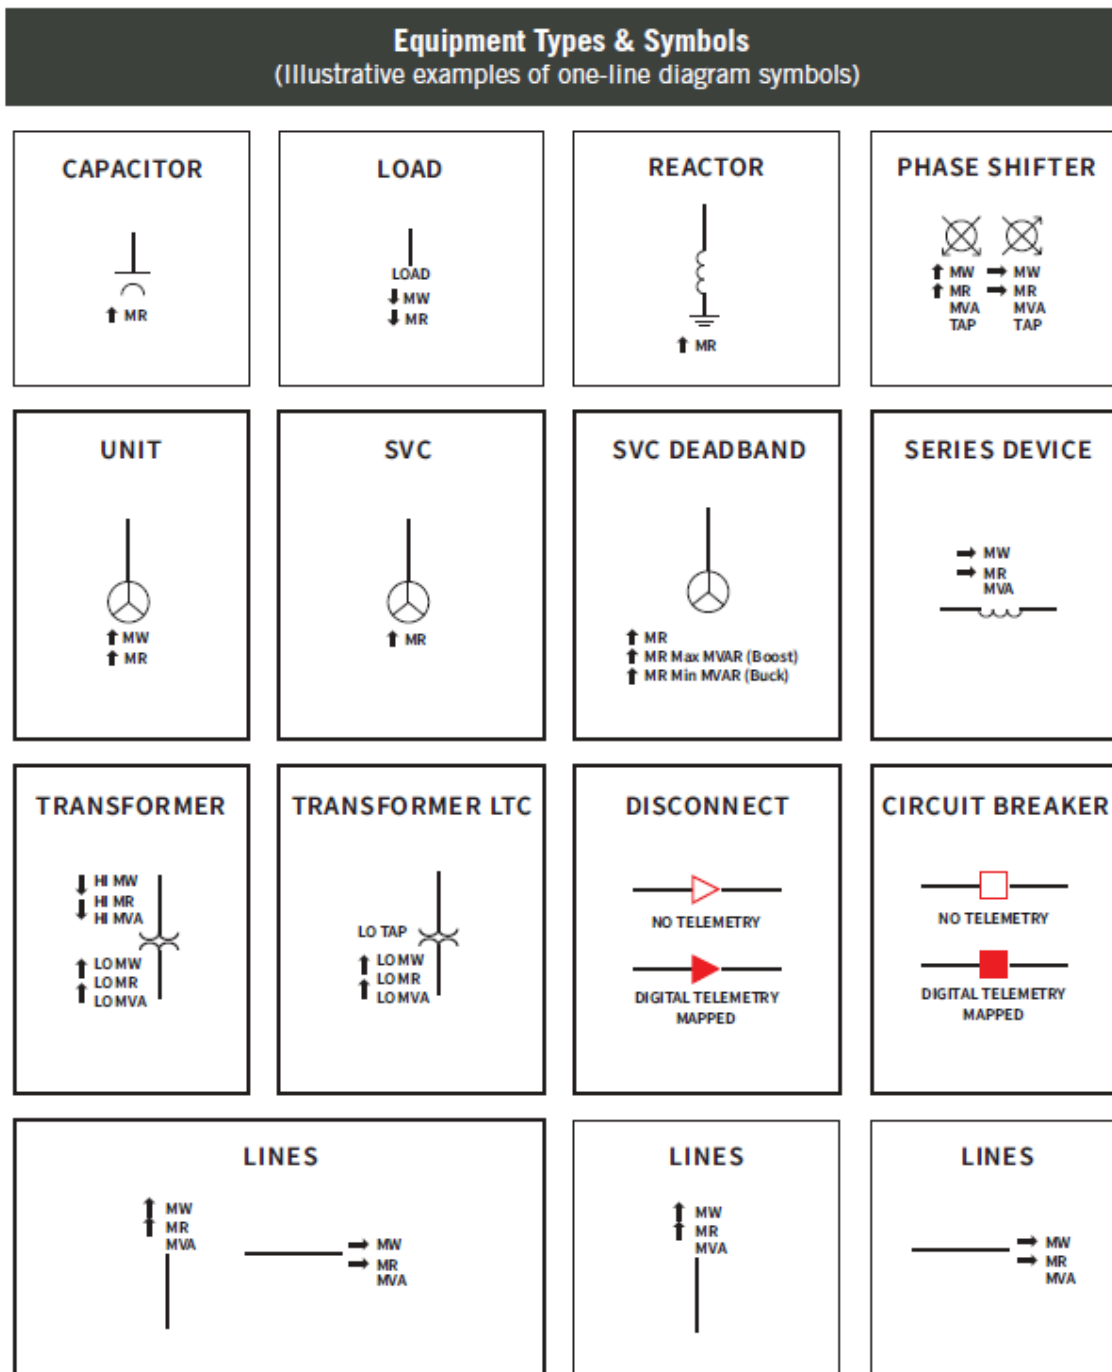 Equipment Types & Symbols
(Illustrative examples of one-line diagram symbols)
CAPACITOR
MR
LOAD
LOAD
MW
MR
REACTOR
MR
PHASE SHIFTER
MW MW
MR MR
MVA MVA
TAP TAP
UNIT
MW
MR
SVC
MR
SVC DEADBAND
MR
MR Max MVAR (Boost)
MR Min MVAR (Buck)
SERIES DEVICE
MW
MR
MVA
TRANSFORMER
HI MW
HI MR
HI MVA
LO MW
LO MR
LO MVA
TRANSFORMER LTC
LO TAP
LO MW
LO MR
LO MVA
DISCONNECT
NO TELEMETRY
DIGITAL TELEMETRY
MAPPED
CIRCUIT BREAKER
NO TELEMETRY
DIGITAL TELEMETRY
MAPPED
LINES
MW
MR
MVA
MW
MR
MVA
LINES
MW
MR
MVA
LINES
MW
MR
MVA